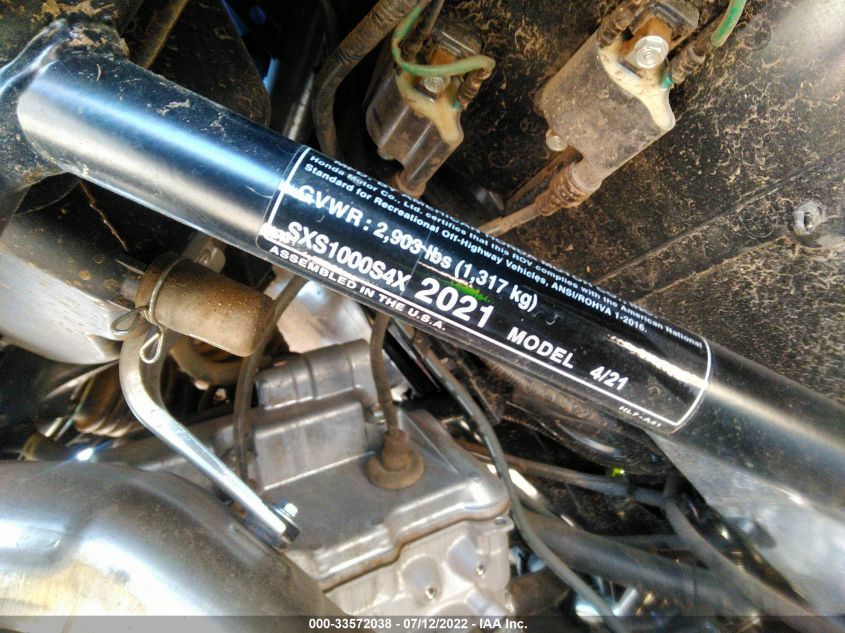 Honda Motor Co., Ltd. certifies that this ROV complies with the American National
Standard for Recreational Off-Highway Vehicles, ANSI/ROHVA 1-2016.
GVWR: 2,903 lbs (1,317 kg)
SXS1000S4X 2021 MODEL 4/21
ASSEMBLED IN THE U.S.A.
HL7-A41
000-33572038 - 07/12/2022 - IAA Inc.